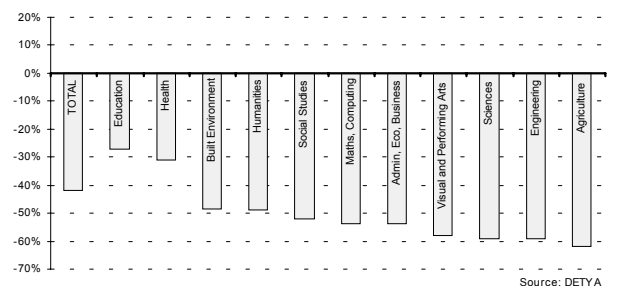 20%
10%
0%
-10%
-20%
-30%
-40%
-50%
-60%
-70%
TOTAL
Education
Health
Built Environment
Humanities
Social Studies
Maths, Computing
Admin, Eco, Business
Visual and Performing Arts
Sciences
Engineering
Agriculture
Source: DETYA